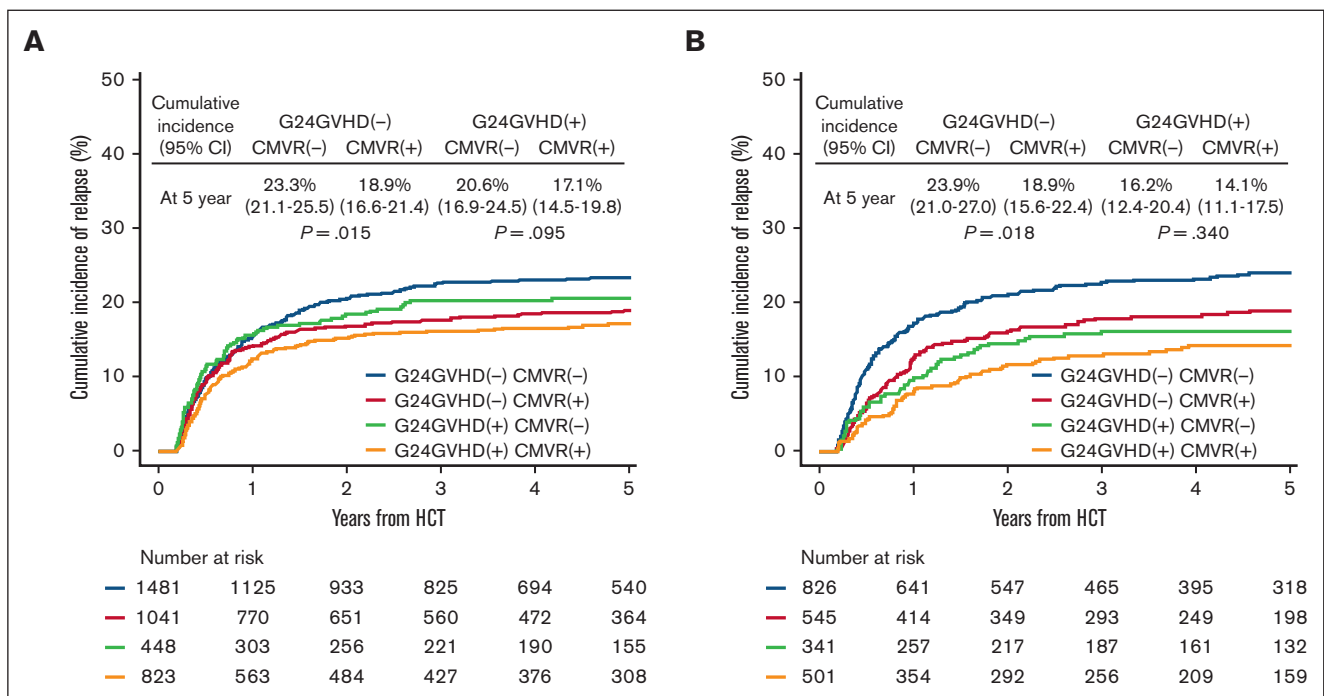 A
Cumulative incidence of relapse (%)
50
40
30
20
10
0
Cumulative
incidence
(95% CI)
G24GVHD(−) G24GVHD(+)
CMVR(−) CMVR(+) CMVR(−) CMVR(+)
At 5 year
23.3% 18.9% 20.6% 17.1%
(21.1-25.5) (16.6-21.4) (16.9-24.5) (14.5-19.8)
P = .015 P = .095
G24GVHD(−) CMVR(−)
G24GVHD(−) CMVR(+)
G24GVHD(+) CMVR(−)
G24GVHD(+) CMVR(+)
0 1 2 3 4 5
Years from HCT
Number at risk
1481 1125 933 825 694 540
1041 770 651 560 472 364
448 303 256 221 190 155
823 563 484 427 376 308
B
Cumulative incidence of relapse (%)
50
40
30
20
10
0
Cumulative
incidence
(95% CI)
G24GVHD(−) G24GVHD(+)
CMVR(−) CMVR(+) CMVR(−) CMVR(+)
At 5 year
23.9% 18.9% 16.2% 14.1%
(21.0-27.0) (15.6-22.4) (12.4-20.4) (11.1-17.5)
P = .018 P = .340
G24GVHD(−) CMVR(−)
G24GVHD(−) CMVR(+)
G24GVHD(+) CMVR(−)
G24GVHD(+) CMVR(+)
0 1 2 3 4 5
Years from HCT
Number at risk
826 641 547 465 395 318
545 414 349 293 249 198
341 257 217 187 161 132
501 354 292 256 209 159